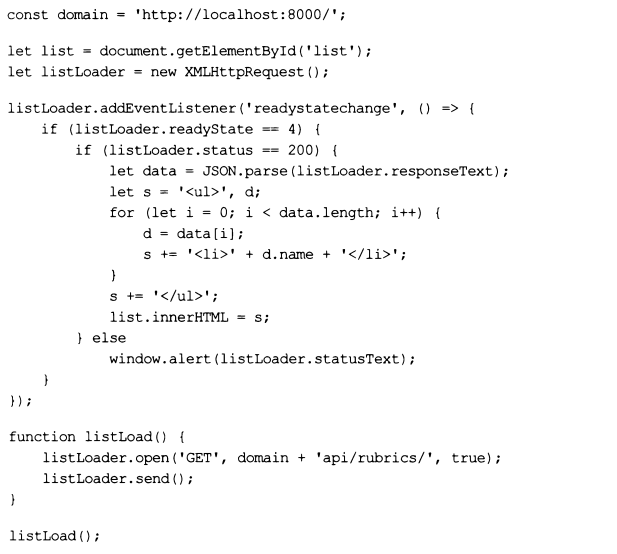 const domain = 'http://localhost:8000/';
let list = document.getElementById('list');
let listLoader = new XMLHttpRequest();
listLoader.addEventListener('readystatechange', () => {
    if (listLoader.readyState == 4) {
        if (listLoader.status == 200) {
            let data = JSON.parse(listLoader.responseText);
            let s = '<ul>', d;
            for (let i = 0; i < data.length; i++) {
                d = data[i];
                s += '<li>' + d.name + '</li>';
            }
            s += '</ul>';
            list.innerHTML = s;
        } else
            window.alert(listLoader.statusText);
    }
});
function listLoad() {
    listLoader.open('GET', domain + 'api/rubrics/', true);
    listLoader.send();
}
listLoad();